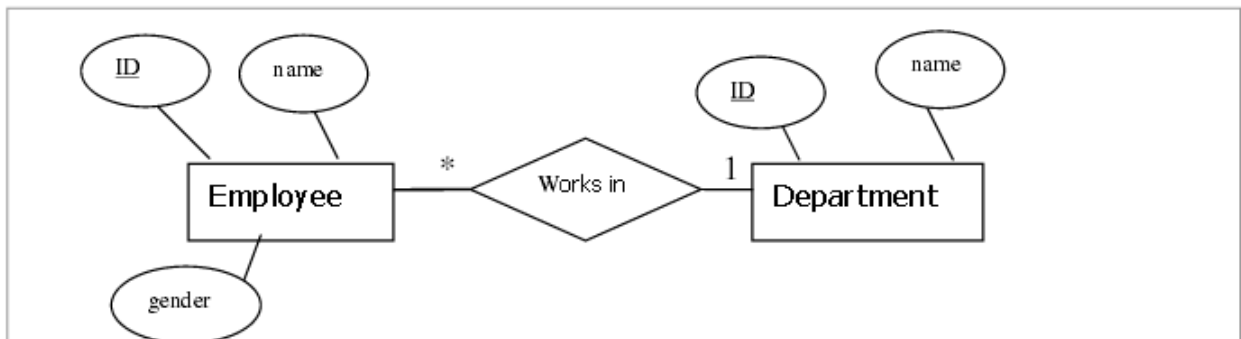 ID
name
ID
name
Employee
*
Works in
1
Department
gender